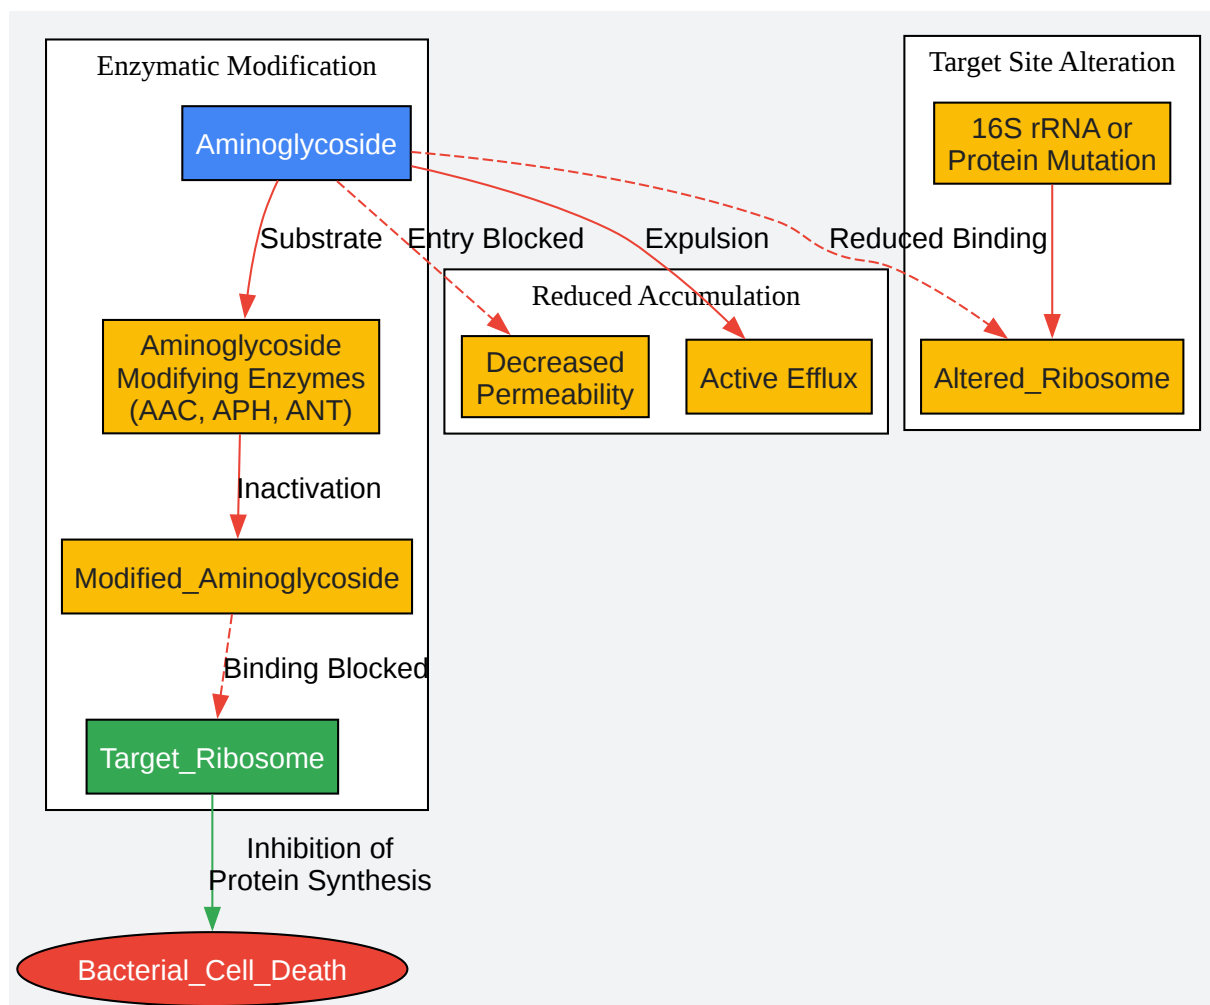 Enzymatic Modification
Target Site Alteration
Aminoglycoside
16S rRNA or
Protein Mutation
Substrate
Entry Blocked
Expulsion
Reduced Binding
Reduced Accumulation
Aminoglycoside
Modifying Enzymes
(AAC, APH, ANT)
Decreased
Permeability
Active Efflux
Altered_Ribosome
Inactivation
Modified_Aminoglycoside
Binding Blocked
Target_Ribosome
Inhibition of
Protein Synthesis
Bacterial_Cell_Death